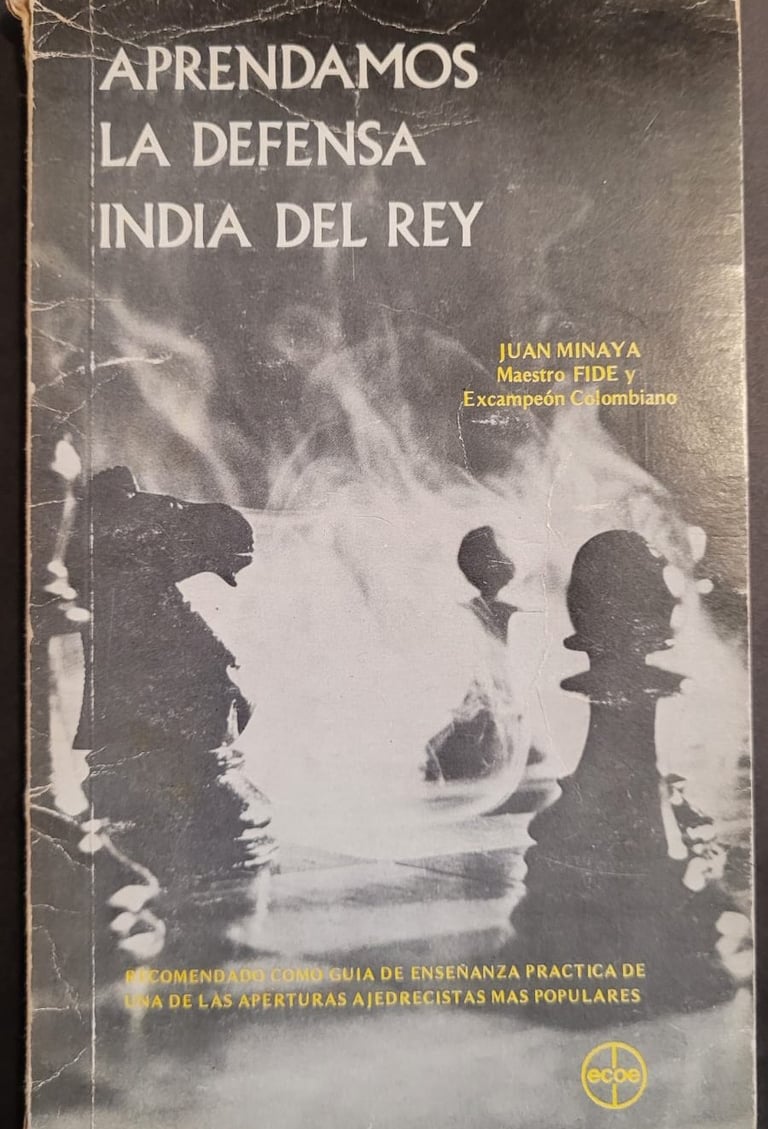 APRENDAMOS
LA DEFENSA
INDIA DEL REY
JUAN MINAYA
Maestro FIDE y
Excampeón Colombiano
RECOMENDADO COMO GUIA DE ENSEÑANZA PRACTICA DE
UNA DE LAS APERTURAS AJEDRECISTAS MAS POPULARES
ecoe